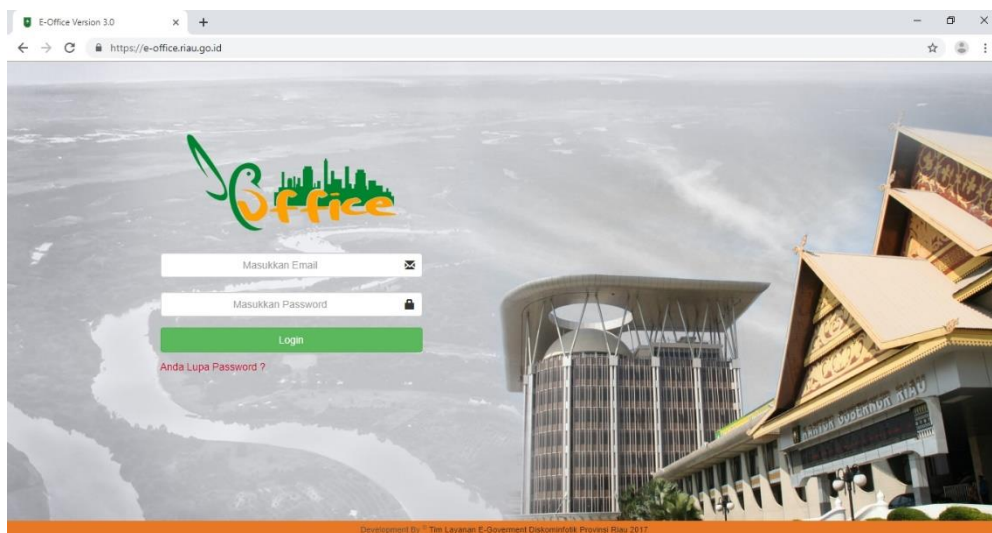 E-Office Version 3.0
https://e-office.riau.go.id
Office
Masukkan Email
Masukkan Password
Login
Anda Lupa Password ?
KANTOR GUBERNUR RIAU
Development By © Tim Layanan E-Goverment Diskominfotik Provinsi Riau 2017